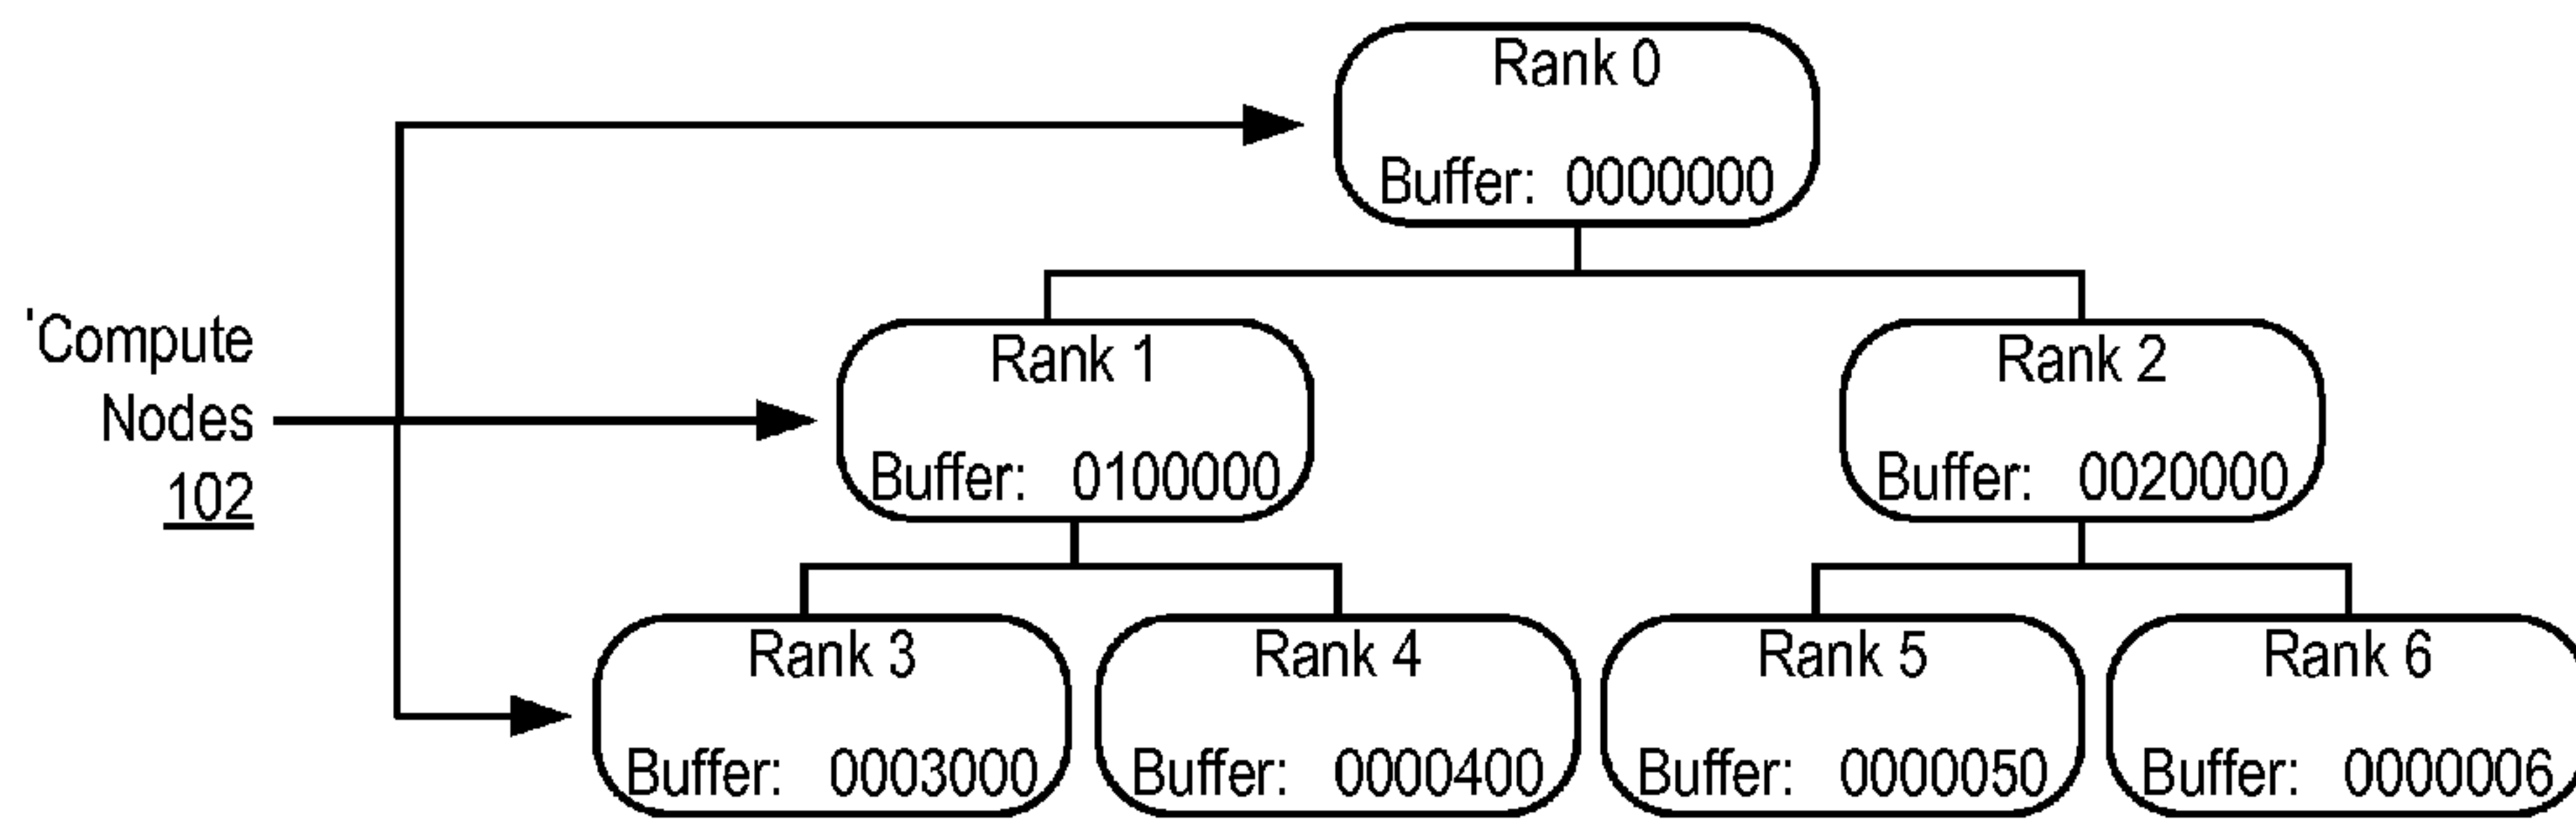 Rank 0
Buffer: 0000000
'Compute
Nodes
102
Rank 1
Buffer: 0100000
Rank 2
Buffer: 0020000
Rank 3
Buffer: 0003000
Rank 4
Buffer: 0000400
Rank 5
Buffer: 0000050
Rank 6
Buffer: 0000006